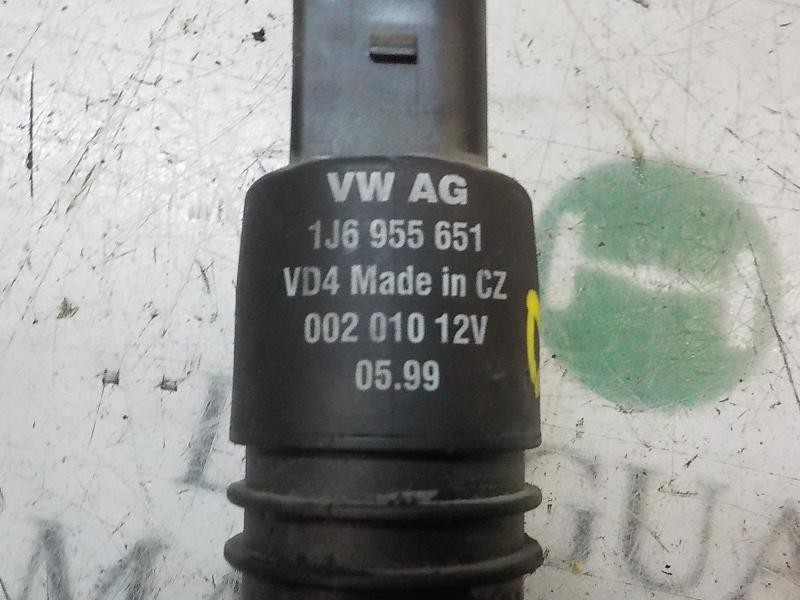 VW AG
1J6 955 651
VD4 Made in CZ
002 010 12V
05.99